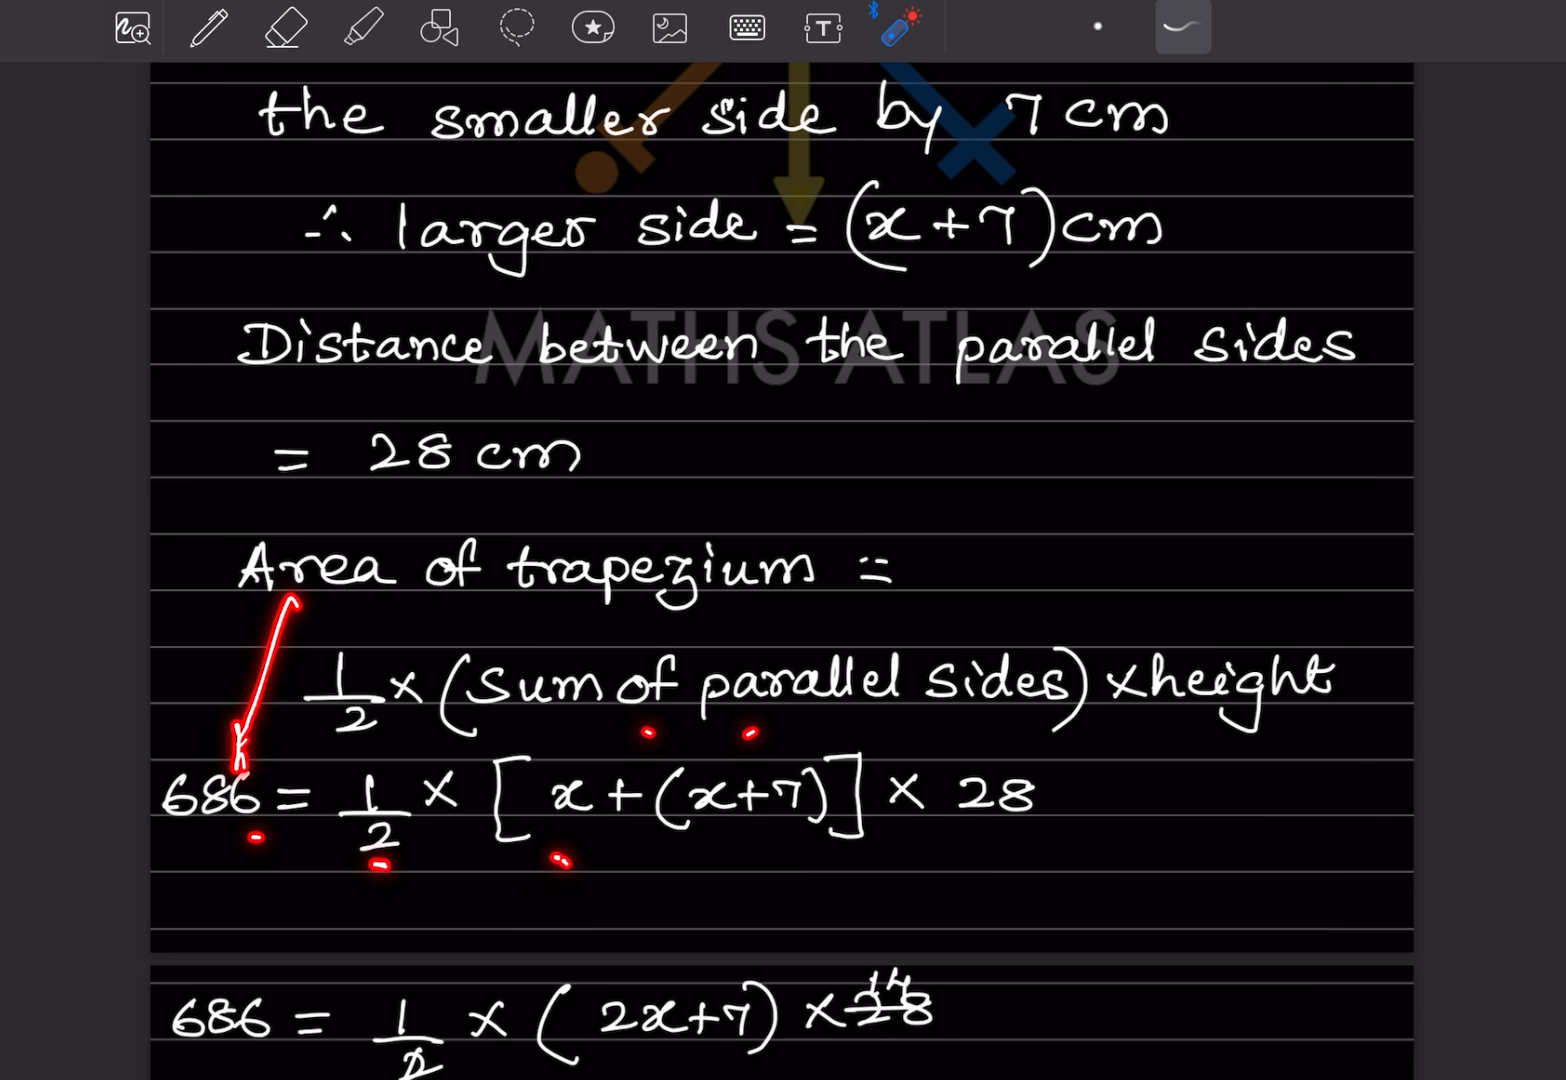 the smaller side by 7 cm
∴ larger side = (x+7) cm
MATHS ATLAS
Distance between the parallel sides
= 28 cm
Area of trapezium =
1/2 × (sum of parallel sides) × height
686 = 1/2 × [x + (x+7)] × 28
686 = 1/2 × (2x+7) × 28 14